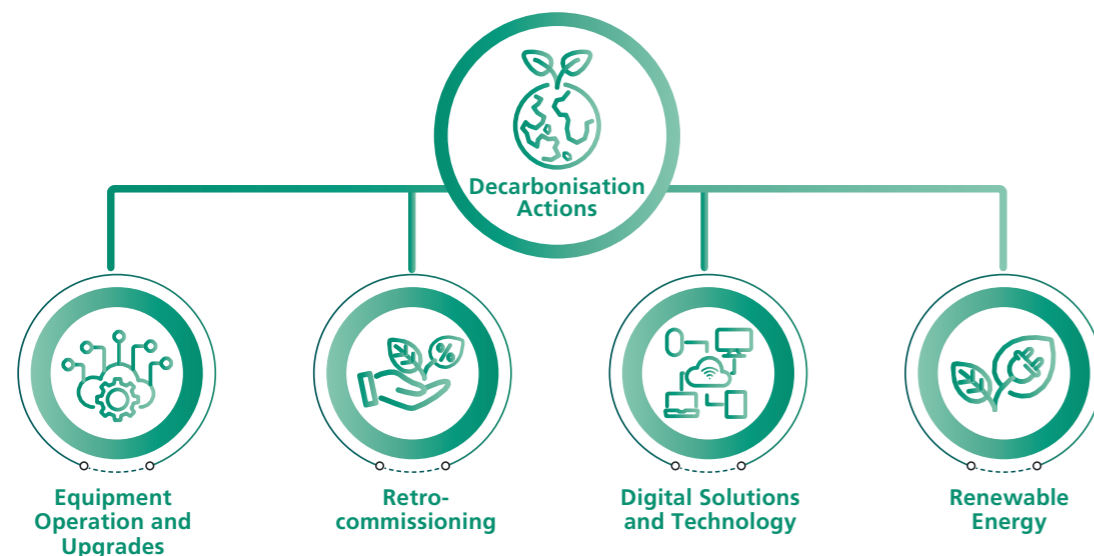 Decarbonisation
Actions
Equipment
Operation and
Upgrades
Retro-
commissioning
%
Digital Solutions
and Technology
Renewable
Energy